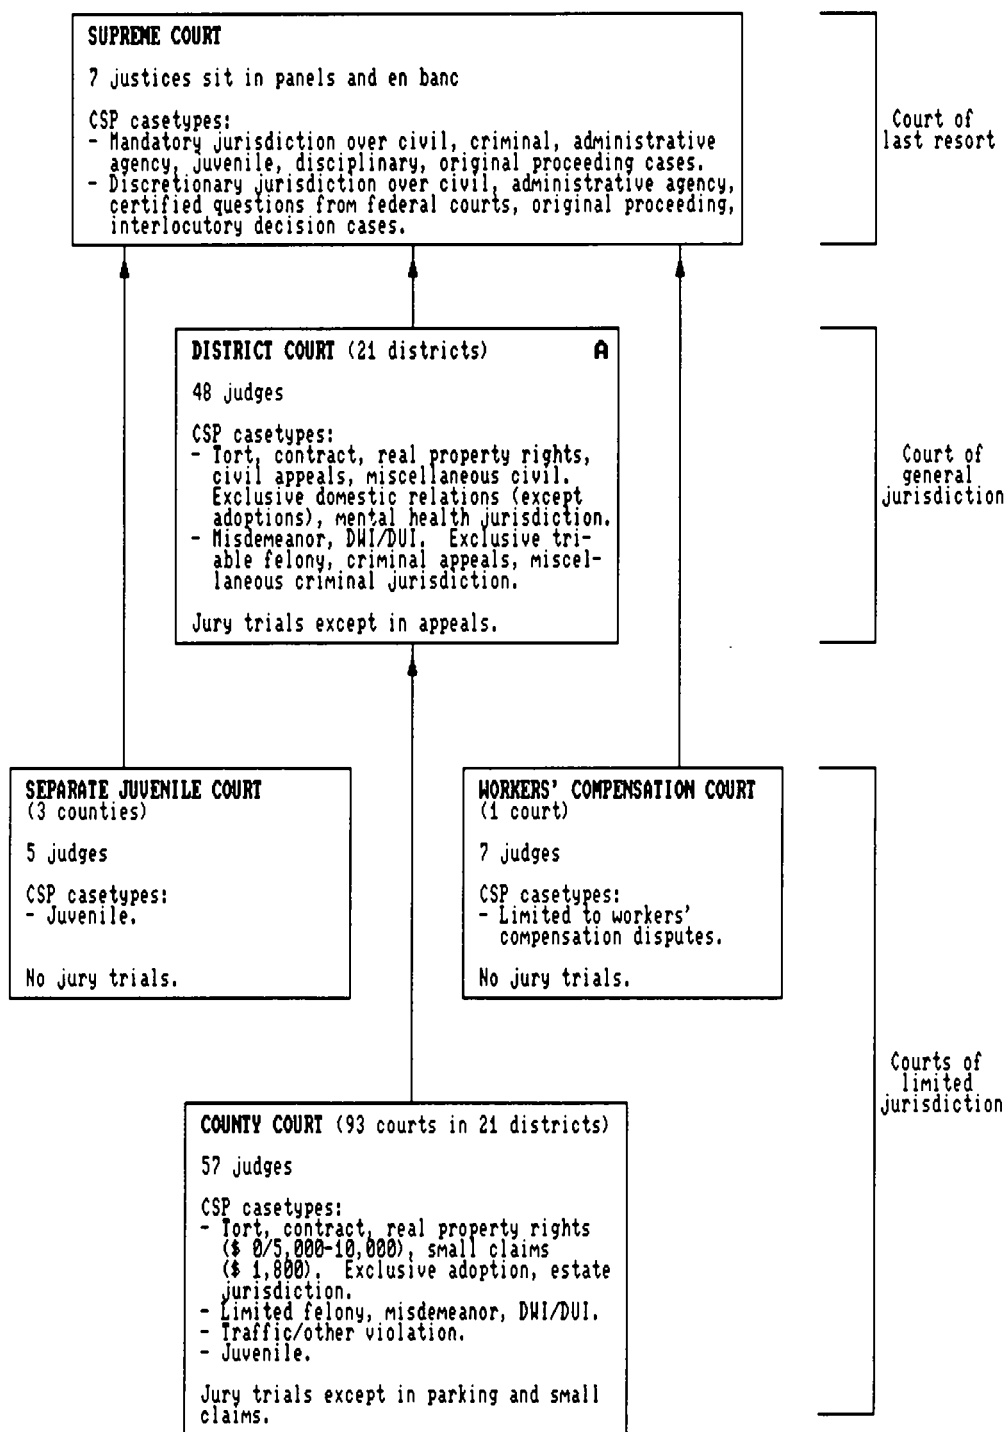 SUPREME COURT
7 justices sit in panels and en banc
CSP casetypes:
- Mandatory jurisdiction over civil, criminal, administrative
agency, juvenile, disciplinary, original proceeding cases.
- Discretionary jurisdiction over civil, administrative agency,
certified questions from federal courts, original proceeding,
interlocutory decision cases.
Court of
last resort
DISTRICT COURT (21 districts) A
48 judges
CSP casetypes:
- Tort, contract, real property rights,
civil appeals, miscellaneous civil.
Exclusive domestic relations (except
adoptions), mental health jurisdiction.
- Misdemeanor, DWI/DUI. Exclusive tri-
able felony, criminal appeals, miscel-
laneous criminal jurisdiction.
Jury trials except in appeals.
Court of
general
jurisdiction
SEPARATE JUVENILE COURT
(3 counties)
5 judges
CSP casetypes:
- Juvenile.
No jury trials.
WORKERS' COMPENSATION COURT
(1 court)
7 judges
CSP casetypes:
- Limited to workers'
compensation disputes.
No jury trials.
Courts of
limited
jurisdiction
COUNTY COURT (93 courts in 21 districts)
57 judges
CSP casetypes:
- Tort, contract, real property rights
($ 0/5,000-10,000), small claims
($ 1,800). Exclusive adoption, estate
jurisdiction.
- Limited felony, misdemeanor, DWI/DUI.
- Traffic/other violation.
- Juvenile.
Jury trials except in parking and small
claims.